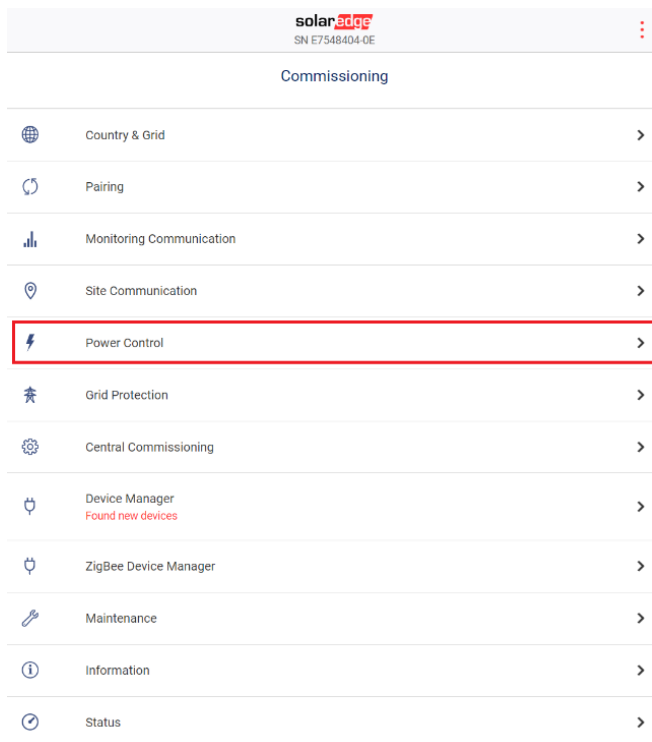 solaredge
SN E7548404-0E
Commissioning
Country & Grid
Pairing
Monitoring Communication
Site Communication
Power Control
Grid Protection
Central Commissioning
Device Manager
Found new devices
ZigBee Device Manager
Maintenance
Information
Status